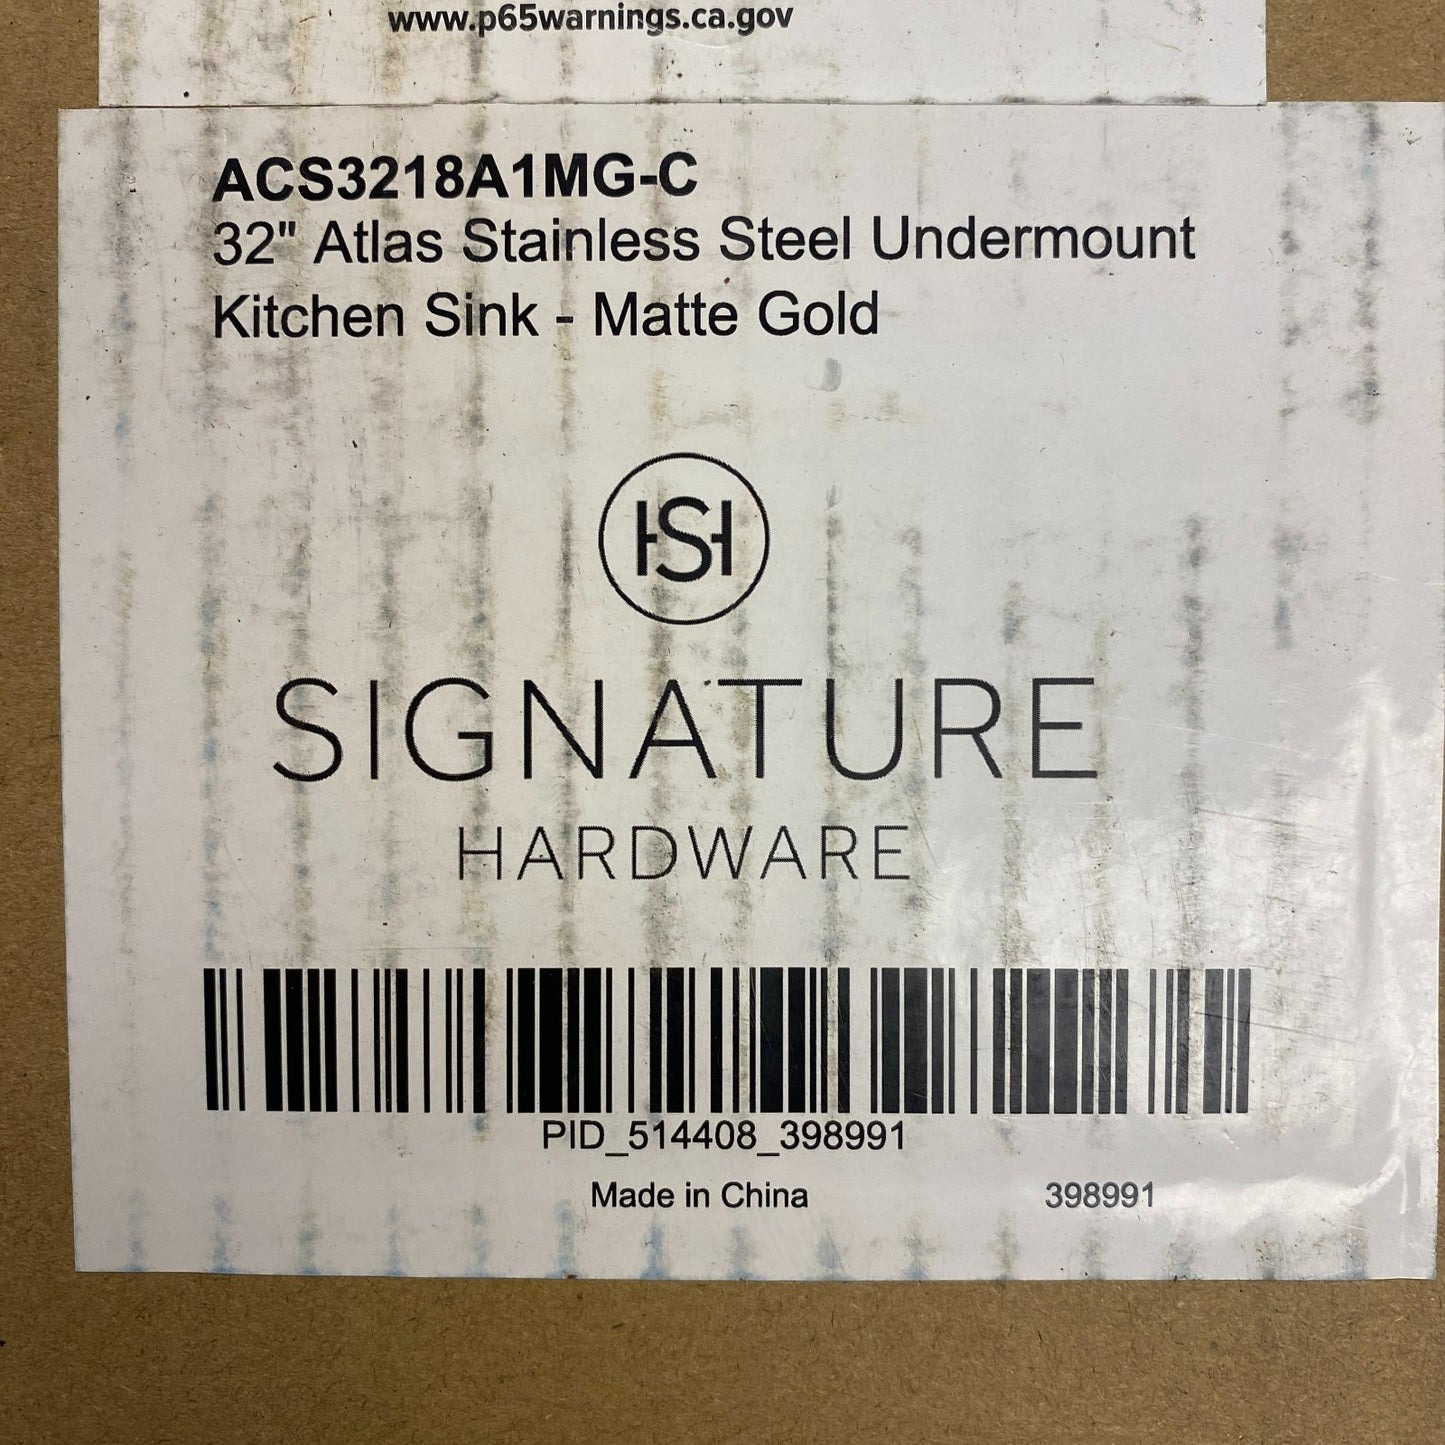 www.p65warnings.ca.gov
ACS3218A1MG-C
32" Atlas Stainless Steel Undermount
Kitchen Sink - Matte Gold
HS
SIGNATURE
HARDWARE
PID_514408_398991
Made in China 398991